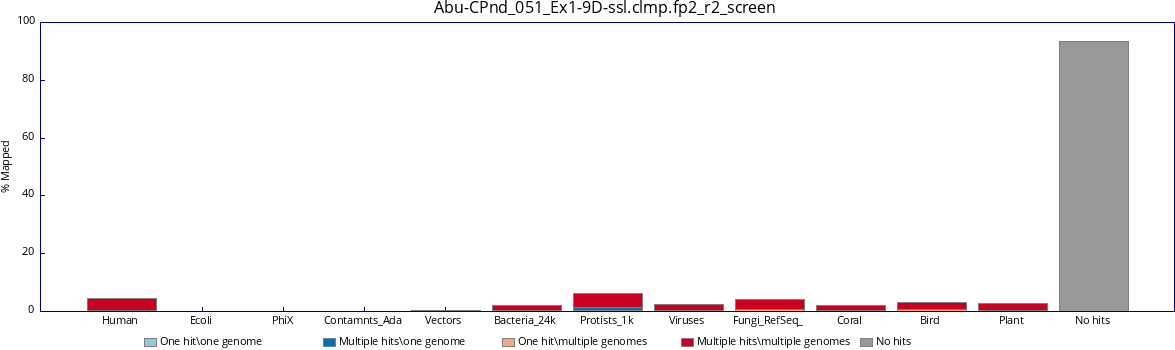 Abu-CPnd_051_Ex1-9D-ssl.clmp.fp2_r2_screen
% Mapped
100
80
60
40
20
0
Human Ecoli PhiX Contamnts_Ada Vectors Bacteria_24k Protists_1k Viruses Fungi_RefSeq_ Coral Bird Plant No hits
One hit\one genome Multiple hits\one genome One hit\multiple genomes Multiple hits\multiple genomes No hits